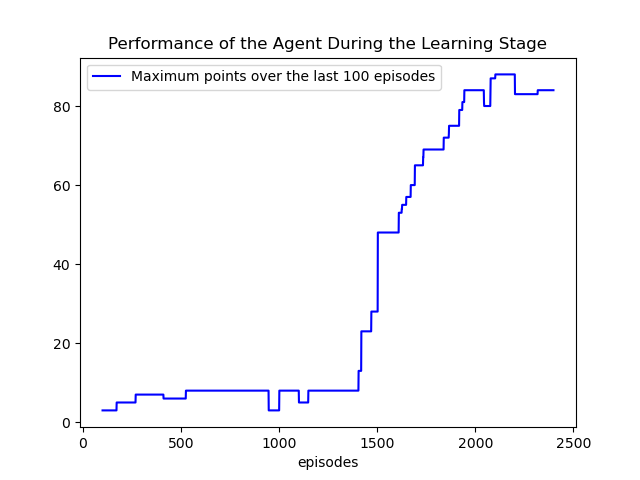 Performance of the Agent During the Learning Stage
Maximum points over the last 100 episodes
80
60
40
20
0
0 500 1000 1500 2000 2500
episodes